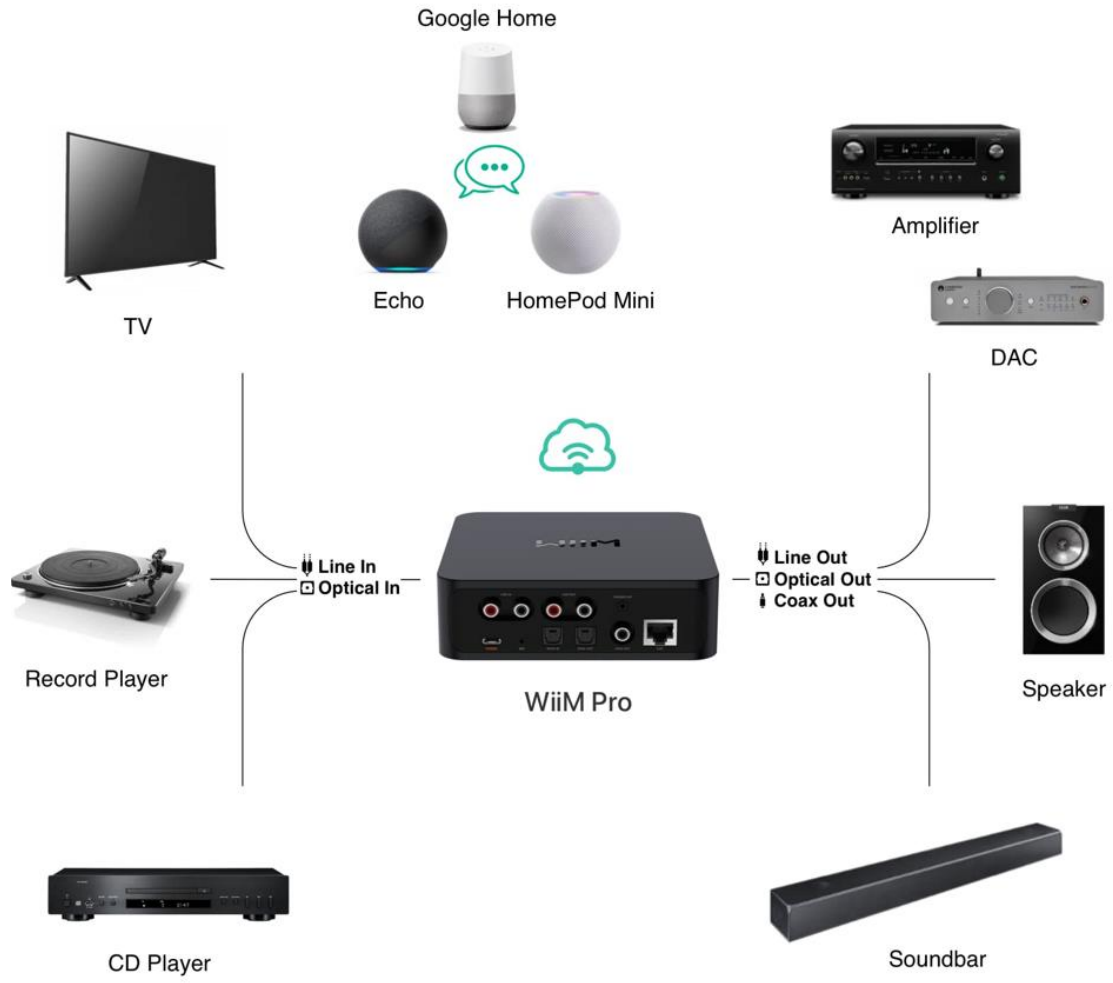 Google Home
Amplifier
Echo
HomePod Mini
TV
DAC
WiiM
Line In
Optical In
Line Out
Optical Out
Coax Out
Record Player
WiiM Pro
Speaker
CD Player
Soundbar